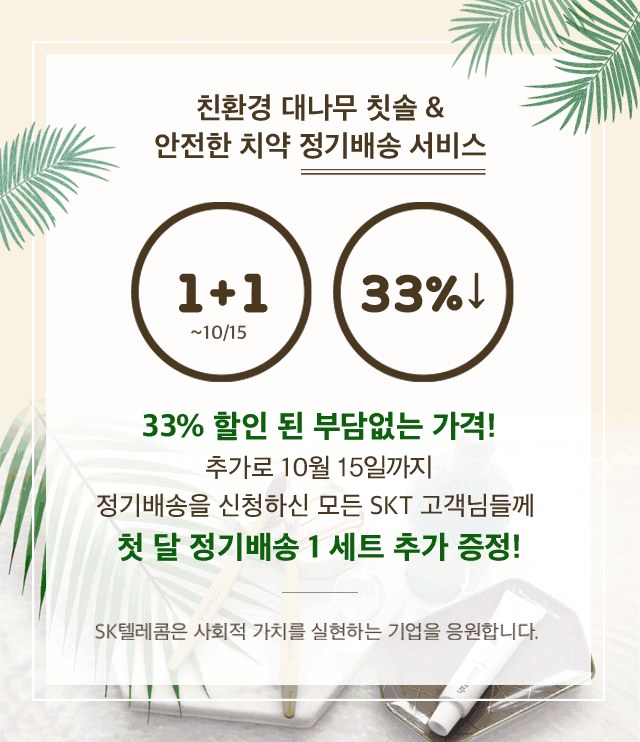 친환경 대나무 칫솔 &
안전한 치약 정기배송 서비스
1+1
~10/15
33%↓
33% 할인 된 부담없는 가격!
추가로 10월 15일까지
정기배송을 신청하신 모든 SKT 고객님들께
첫 달 정기배송 1 세트 추가 증정!
SK텔레콤은 사회적 가치를 실현하는 기업을 응원합니다.